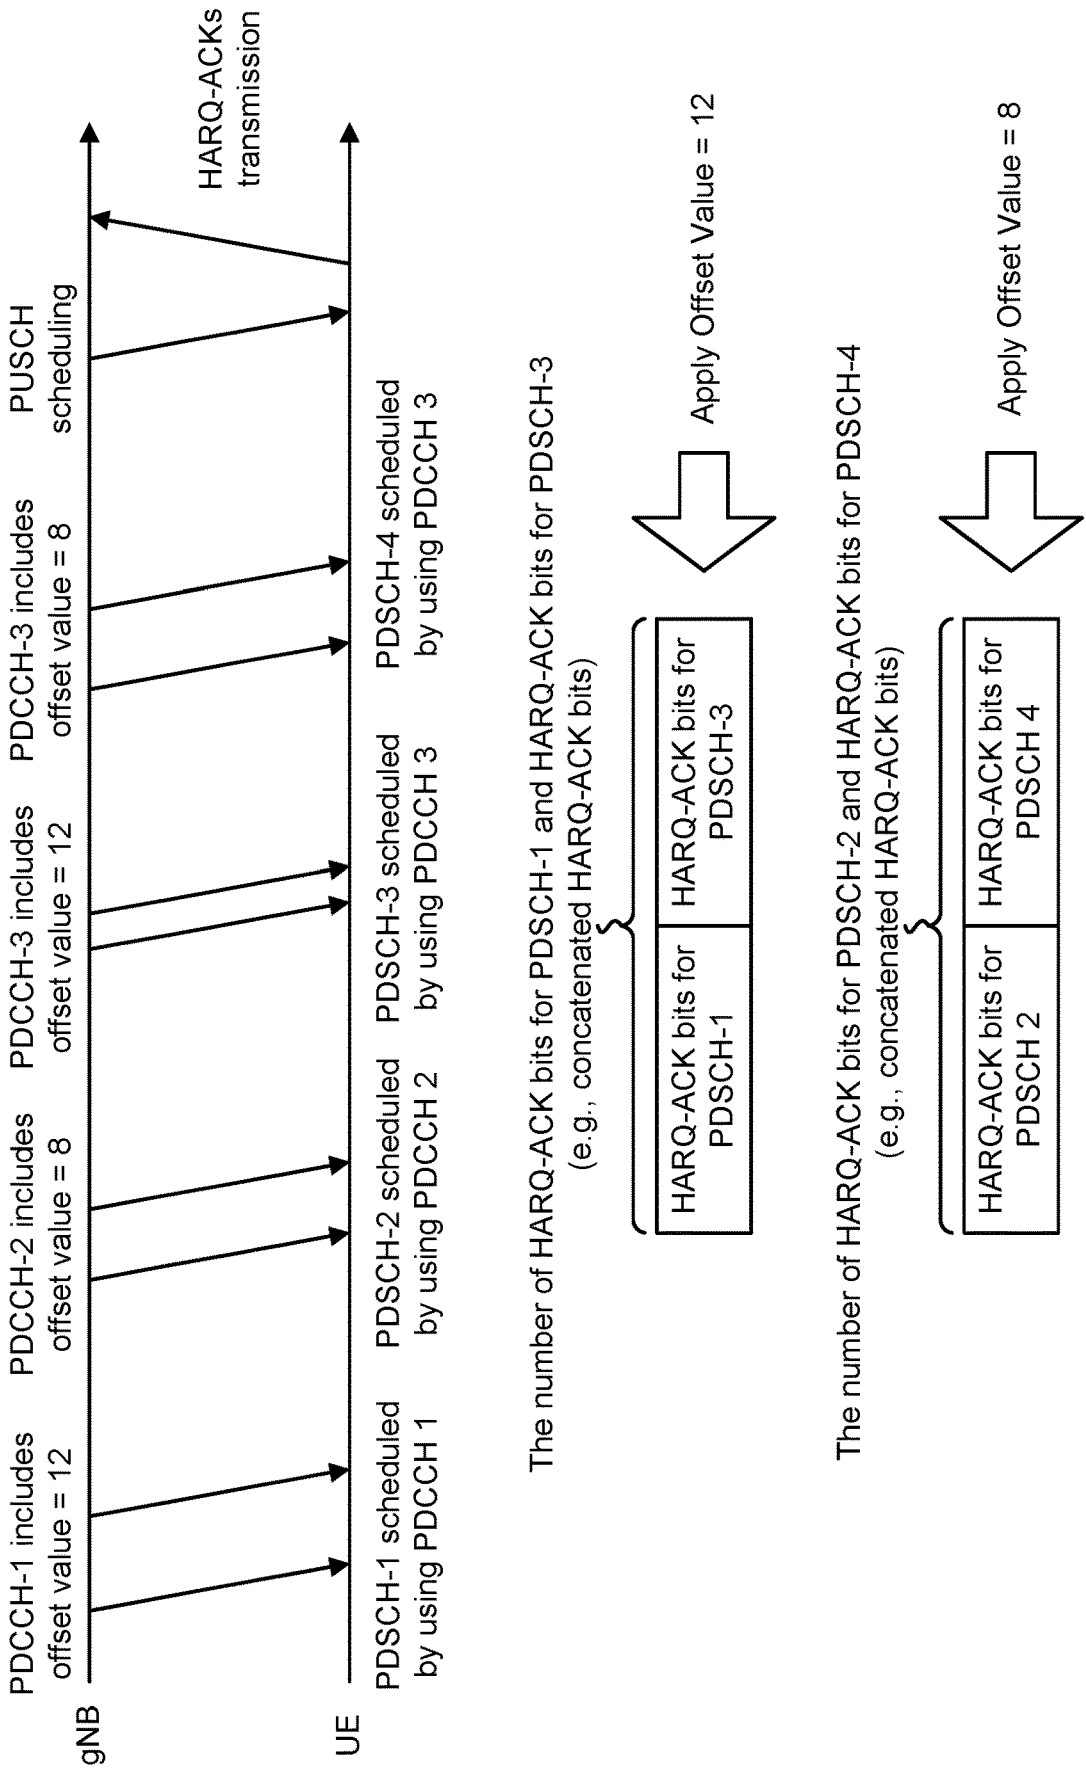 PDCCH-1 includes
offset value = 12
PDCCH-2 includes
offset value = 8
PDCCH-3 includes
offset value = 12
PDCCH-3 includes
offset value = 8
PUSCH
scheduling
HARQ-ACKs
transmission
gNB
UE
PDSCH-1 scheduled
by using PDCCH 1
PDSCH-2 scheduled
by using PDCCH 2
PDSCH-3 scheduled
by using PDCCH 3
PDSCH-4 scheduled
by using PDCCH 3
The number of HARQ-ACK bits for PDSCH-1 and HARQ-ACK bits for PDSCH-3
(e.g., concatenated HARQ-ACK bits)
HARQ-ACK bits for
PDSCH-1
HARQ-ACK bits for
PDSCH-3
Apply Offset Value = 12
The number of HARQ-ACK bits for PDSCH-2 and HARQ-ACK bits for PDSCH-4
(e.g., concatenated HARQ-ACK bits)
HARQ-ACK bits for
PDSCH 2
HARQ-ACK bits for
PDSCH 4
Apply Offset Value = 8